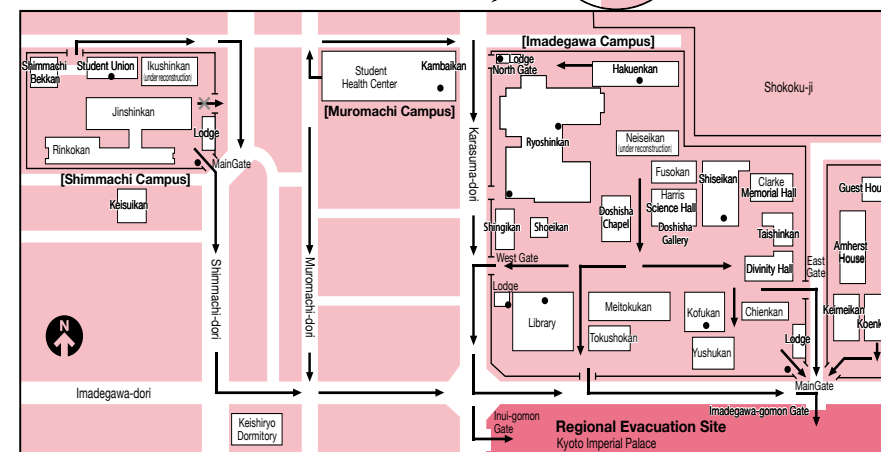 [Imadegawa Campus]
Shimmachi
Bekkan
Student Union
Ikushinkan
(under reconstruction)
Jinshinkan
Lodge
Rinkokan
MainGate
[Shimmachi Campus]
Keisuikan
Student
Health Center
Kambaikan
[Muromachi Campus]
Karasuma-dori
Lodge
North Gate
Hakuenkan
Shokoku-ji
Ryoshinkan
Neiseikan
(under reconstruction)
Fusokan
Harris
Science Hall
Doshisha
Gallery
Shiseikan
Clarke
Memorial Hall
Guest Hou
Doshisha
Chapel
Shingikan
Shoeikan
Taishinkan
Amherst
House
West Gate
Divinity Hall
East
Gate
Shimmachi-dori
Muromachi-dori
Lodge
Library
Meitokukan
Tokushokan
Kofukan
Yushukan
Chienkan
Lodge
Keimeikan
Koenk
N
MainGate
Imadegawa-dori
Imadegawa-gomon Gate
Keishiryo
Dormitory
Inui-gomon
Gate
Regional Evacuation Site
Kyoto Imperial Palace